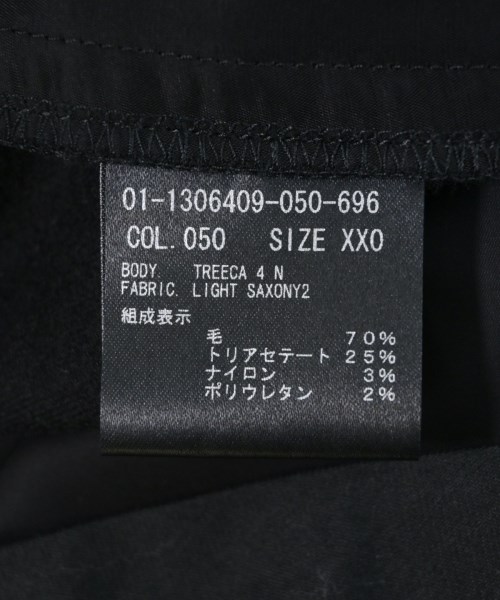 01-1306409-050-696
COL.050 SIZE XX0
BODY. TREECA 4 N
FABRIC. LIGHT SAXONY2
組成表示
毛 70%
トリアセテート 25%
ナイロン 3%
ポリウレタン 2%